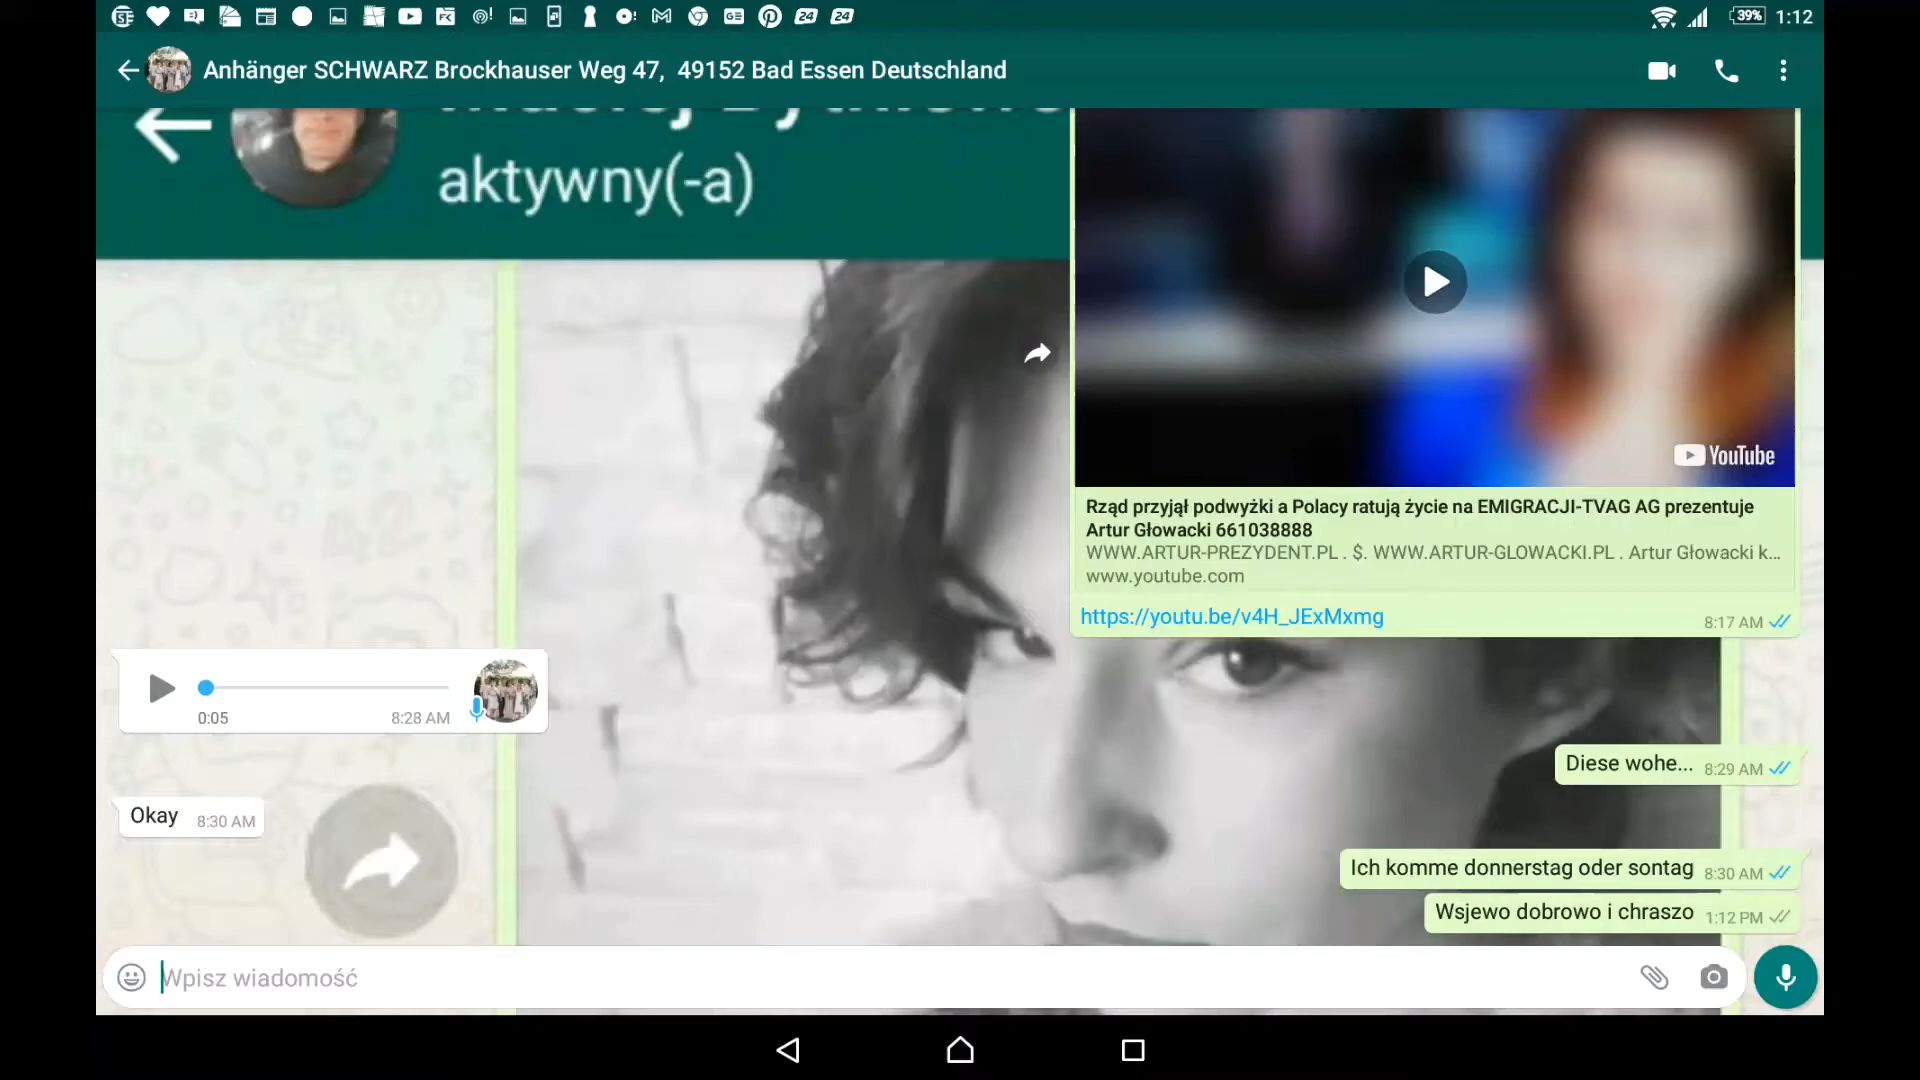 39% 1:12
Anhänger SCHWARZ Brockhauser Weg 47, 49152 Bad Essen Deutschland
aktywny(-a)
YouTube
Rząd przyjął podwyżki a Polacy ratują życie na EMIGRACJI-TVAG AG prezentuje
Artur Głowacki 661038888
WWW.ARTUR-PREZYDENT.PL . $. WWW.ARTUR-GLOWACKI.PL . Artur Głowacki k...
www.youtube.com
https://youtu.be/v4H_JExMxmg
8:17 AM
0:05 8:28 AM
Diese wohe... 8:29 AM
Okay 8:30 AM
Ich komme donnerstag oder sontag 8:30 AM
Wsjewo dobrowo i chraszo 1:12 PM
Wpisz wiadomość